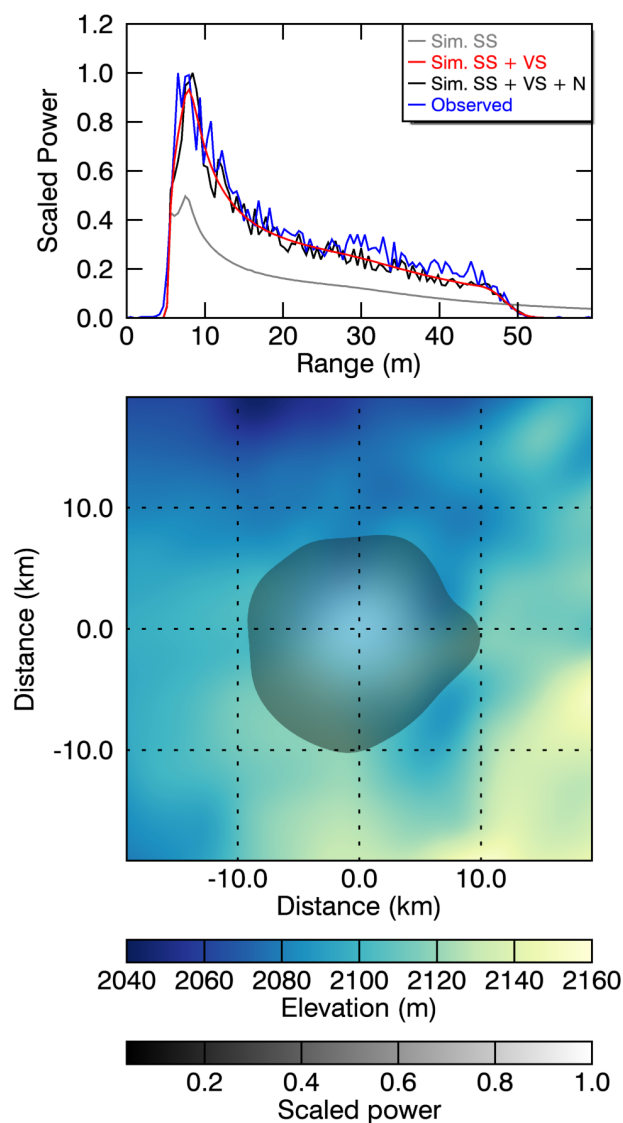 1.2
1.0
0.8
0.6
0.4
0.2
0.0
Scaled Power
Sim. SS
Sim. SS + VS
Sim. SS + VS + N
Observed
0 10 20 30 40 50
Range (m)
10.0
0.0
-10.0
Distance (km)
-10.0 0.0 10.0
Distance (km)
2040 2060 2080 2100 2120 2140 2160
Elevation (m)
0.2 0.4 0.6 0.8 1.0
Scaled power